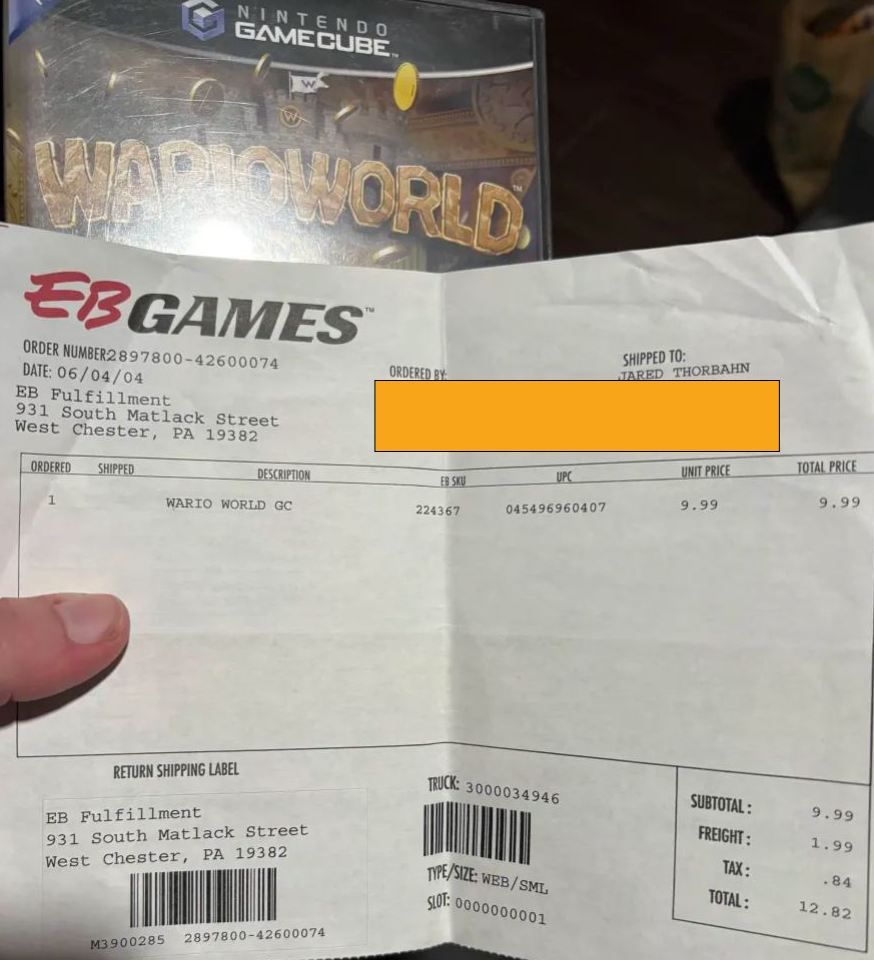 NINTENDO
GAMECUBE™
W
W
WARIOWORLD™
EBGAMES™
ORDER NUMBER:2897800-42600074
DATE: 06/04/04
EB Fulfillment
931 South Matlack Street
West Chester, PA 19382
ORDERED BY:
SHIPPED TO:
JARED THORBAHN
ORDERED SHIPPED DESCRIPTION EB SKU UPC UNIT PRICE TOTAL PRICE
1 WARIO WORLD GC 224367 045496960407 9.99 9.99
RETURN SHIPPING LABEL
EB Fulfillment
931 South Matlack Street
West Chester, PA 19382
M3900285 2897800-42600074
TRUCK: 3000034946
TYPE/SIZE: WEB/SML
SLOT: 0000000001
SUBTOTAL: 9.99
FREIGHT: 1.99
TAX: .84
TOTAL: 12.82